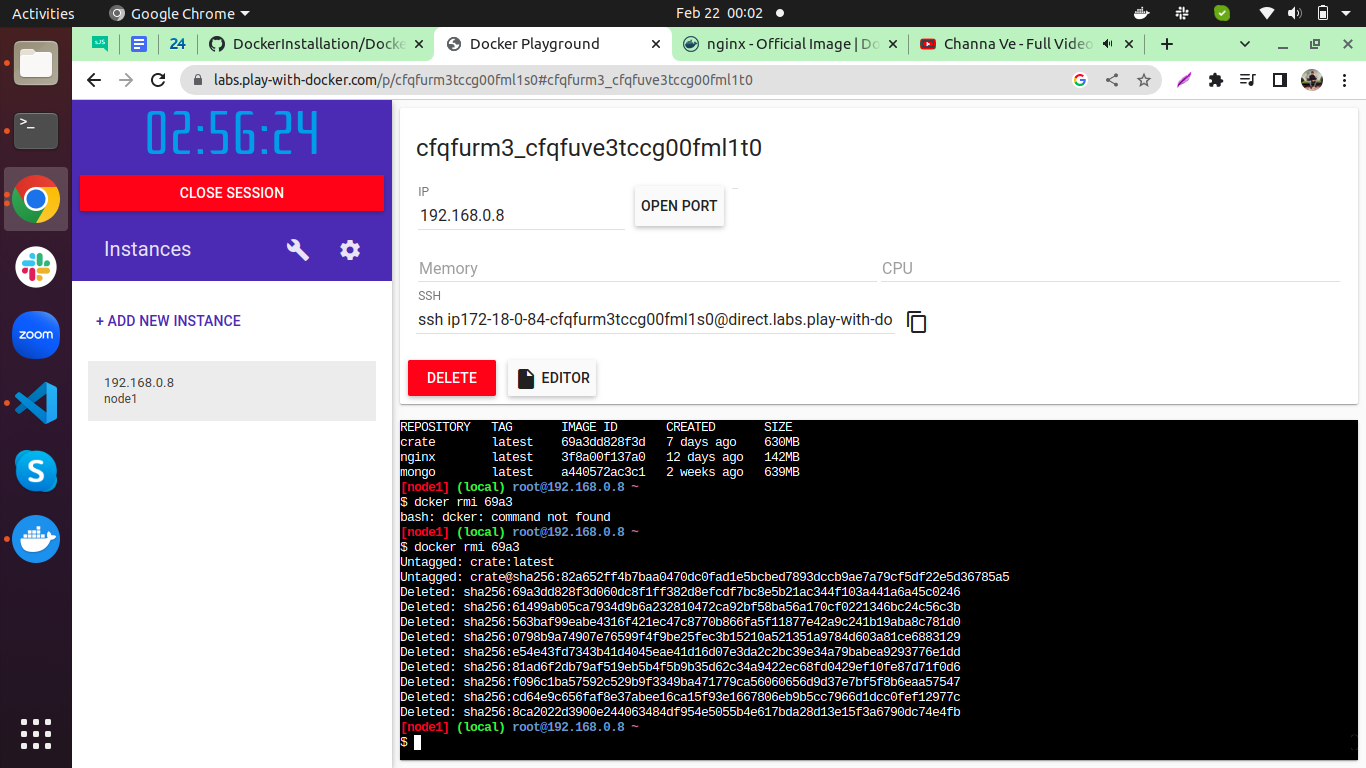 Activities
Google Chrome
Feb 22 00:02
DockerInstallation/Docke
Docker Playground
nginx - Official Image | Do
Channa Ve - Full Video
24
labs.play-with-docker.com/p/cfqfurm3tccg00fml1s0#cfqfurm3_cfqfuve3tccg00fml1t0
02:56:24
CLOSE SESSION
Instances
+ ADD NEW INSTANCE
192.168.0.8
node1
zoom
cfqfurm3_cfqfuve3tccg00fml1t0
IP
192.168.0.8
OPEN PORT
Memory
CPU
SSH
ssh ip172-18-0-84-cfqfurm3tccg00fml1s0@direct.labs.play-with-do
DELETE
EDITOR
REPOSITORY TAG IMAGE ID CREATED SIZE
crate latest 69a3dd828f3d 7 days ago 630MB
nginx latest 3f8a00f137a0 12 days ago 142MB
mongo latest a440572ac3c1 2 weeks ago 639MB
[node1] (local) root@192.168.0.8 ~
$ dcker rmi 69a3
bash: dcker: command not found
[node1] (local) root@192.168.0.8 ~
$ docker rmi 69a3
Untagged: crate:latest
Untagged: crate@sha256:82a652ff4b7baa0470dc0fad1e5bcbed7893dccb9ae7a79cf5df22e5d36785a5
Deleted: sha256:69a3dd828f3d060dc8f1ff382d8efcdf7bc8e5b21ac344f103a441a6a45c0246
Deleted: sha256:61499ab05ca7934d9b6a232810472ca92bf58ba56a170cf0221346bc24c56c3b
Deleted: sha256:563baf99eabe4316f421ec47c8770b866fa5f11877e42a9c241b19aba8c781d0
Deleted: sha256:0798b9a74907e76599f4f9be25fec3b15210a521351a9784d603a81ce6883129
Deleted: sha256:e54e43fd7343b41d4045eae41d16d07e3da2c2bc39e34a79babea9293776e1dd
Deleted: sha256:81ad6f2db79af519eb5b4f5b9b35d62c34a9422ec68fd0429ef10fe87d71f0d6
Deleted: sha256:f096c1ba57592c529b9f3349ba471779ca56060656d9d37e7bf5f8b6eaa57547
Deleted: sha256:cd64e9c656faf8e37abee16ca15f93e1667806eb9b5cc7966d1dcc0fef12977c
Deleted: sha256:8ca2022d3900e244063484df954e5055b4e617bda28d13e15f3a6790dc74e4fb
[node1] (local) root@192.168.0.8 ~
$